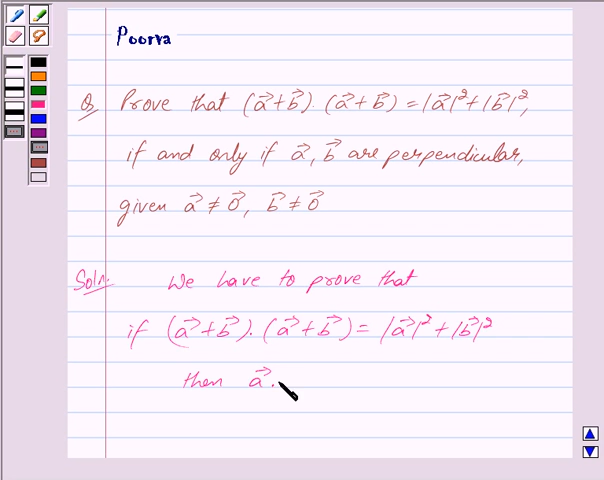 Poorva
Q. Prove that (a⃗+b⃗).(a⃗+b⃗)=|a⃗|²+|b⃗|²,
if and only if a⃗, b⃗ are perpendicular,
given a⃗ ≠ 0⃗, b⃗ ≠ 0⃗
Soln. We have to prove that
if (a⃗+b⃗).(a⃗+b⃗)=|a⃗|²+|b⃗|²
then a⃗.